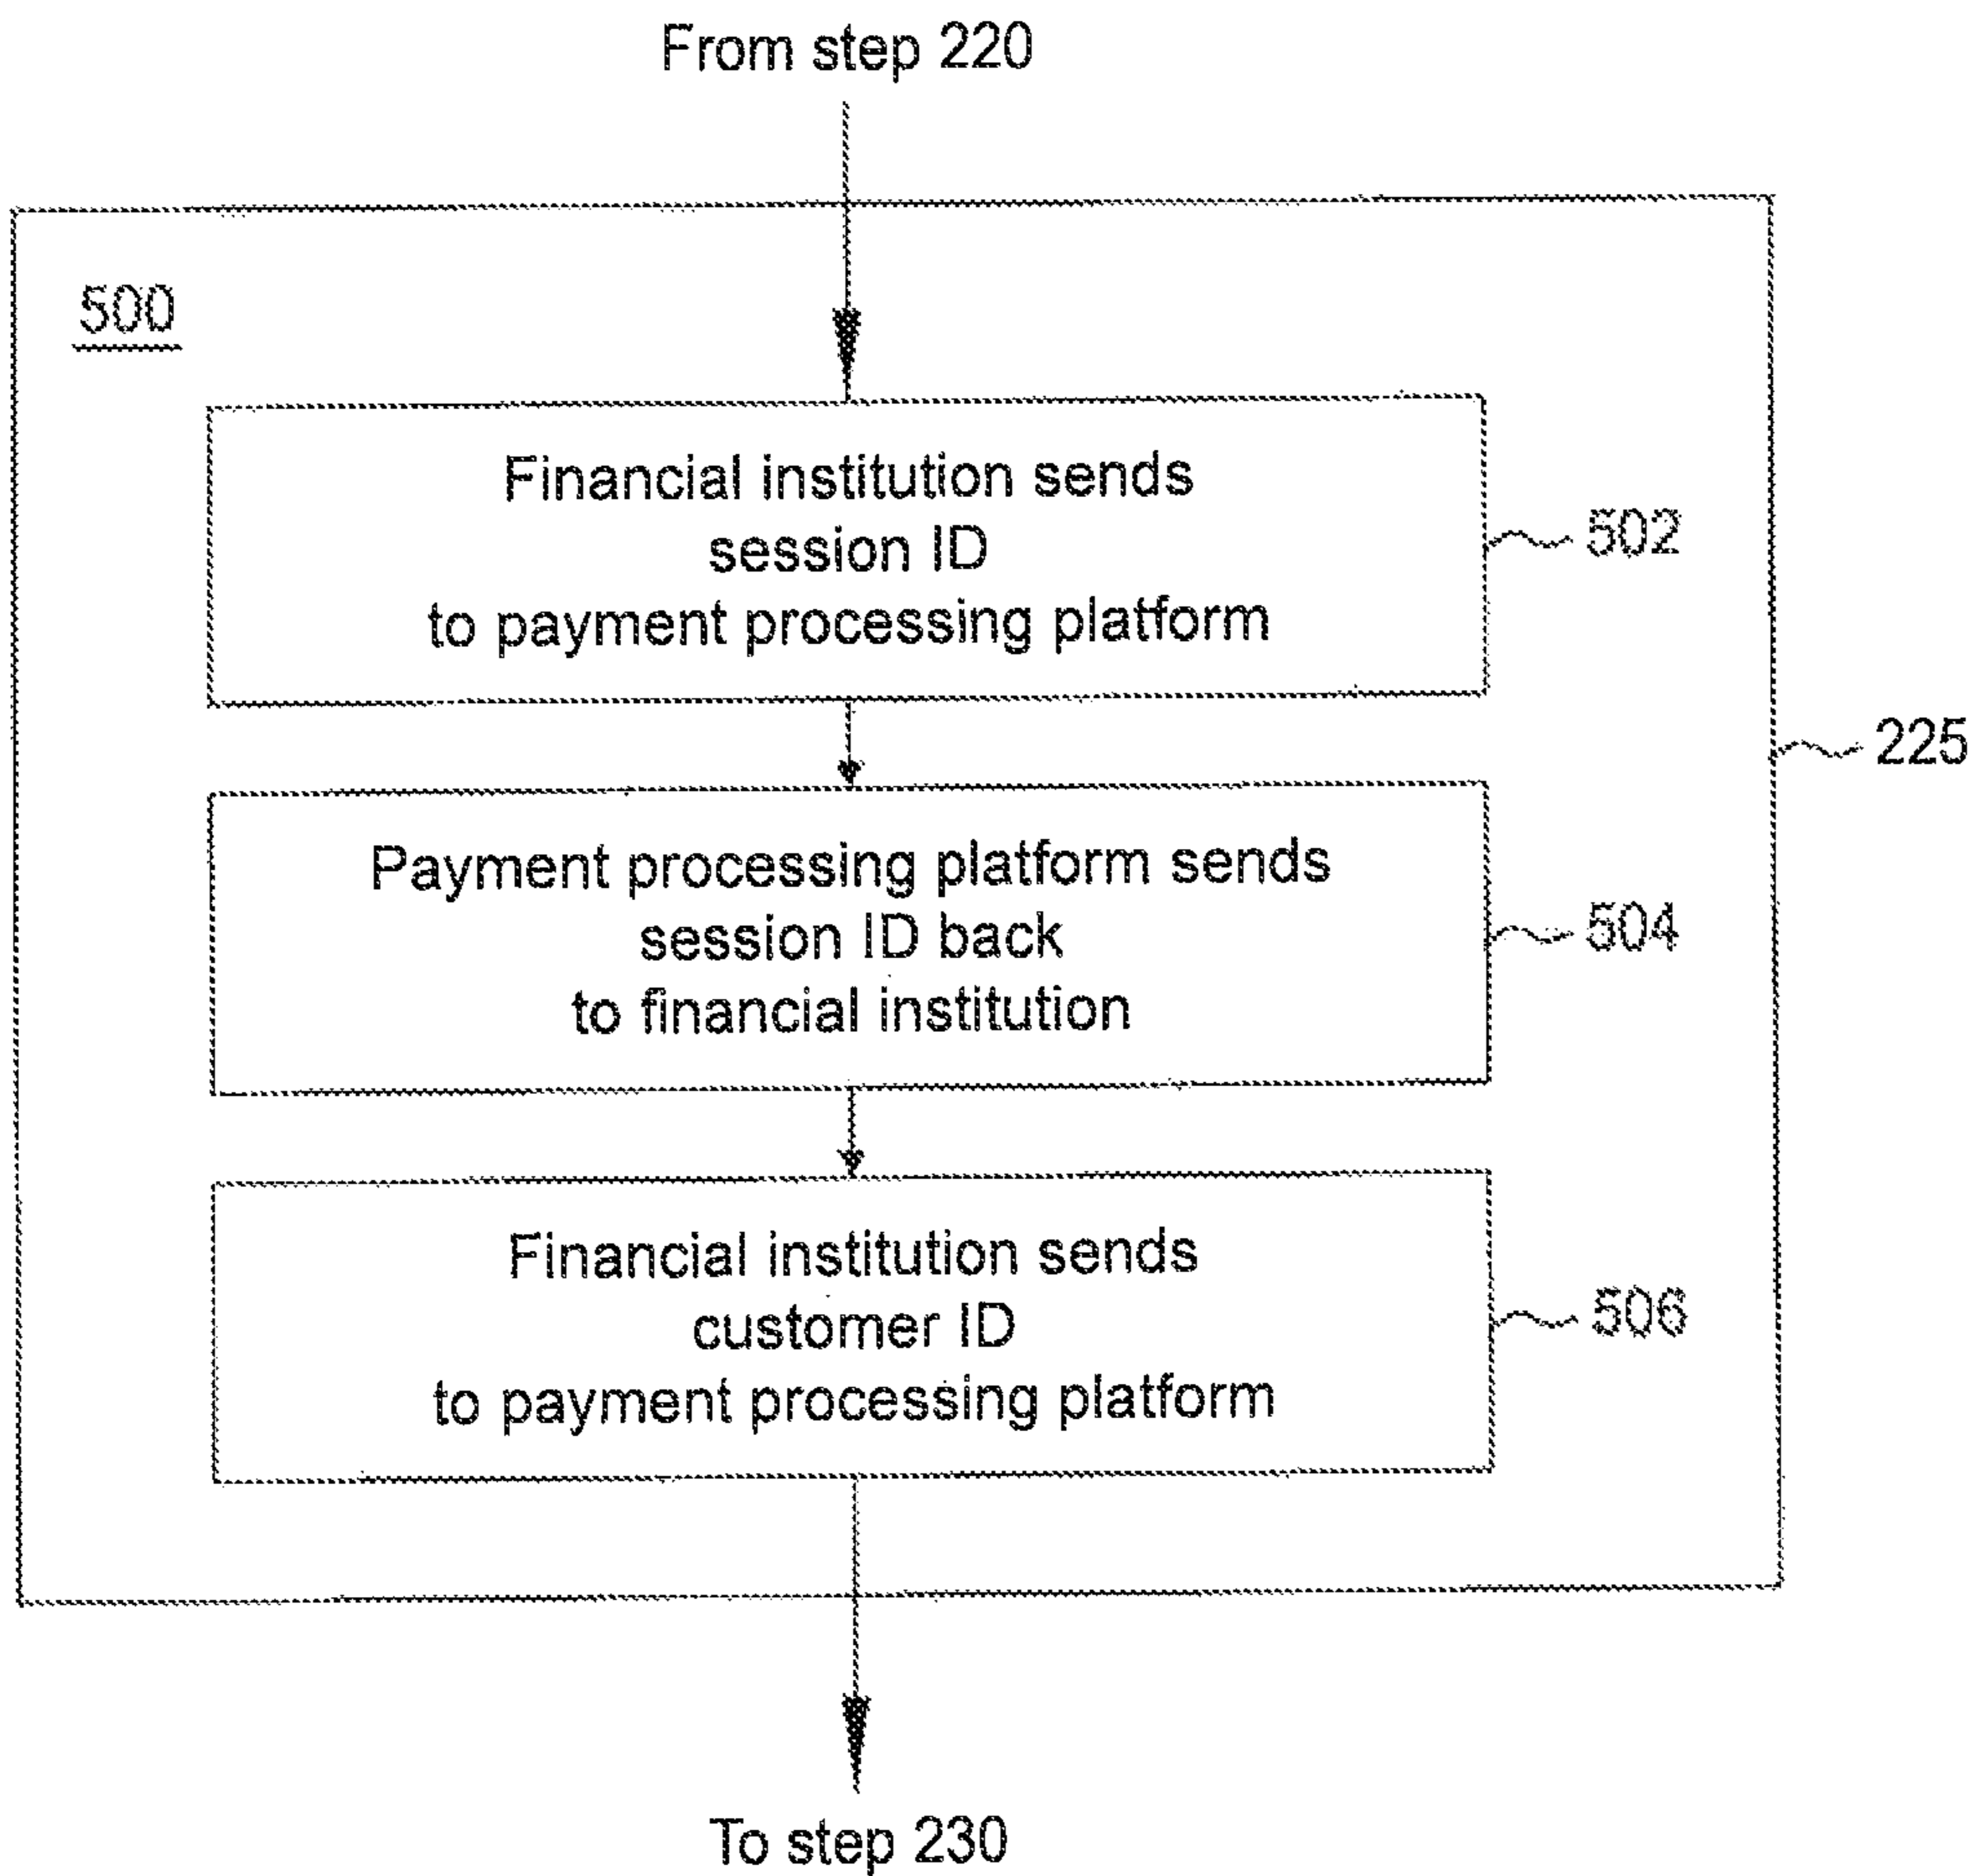 From step 220
500
Financial institution sends
session ID
to payment processing platform
502
225
Payment processing platform sends
session ID back
to financial institution
504
Financial institution sends
customer ID
to payment processing platform
506
To step 230